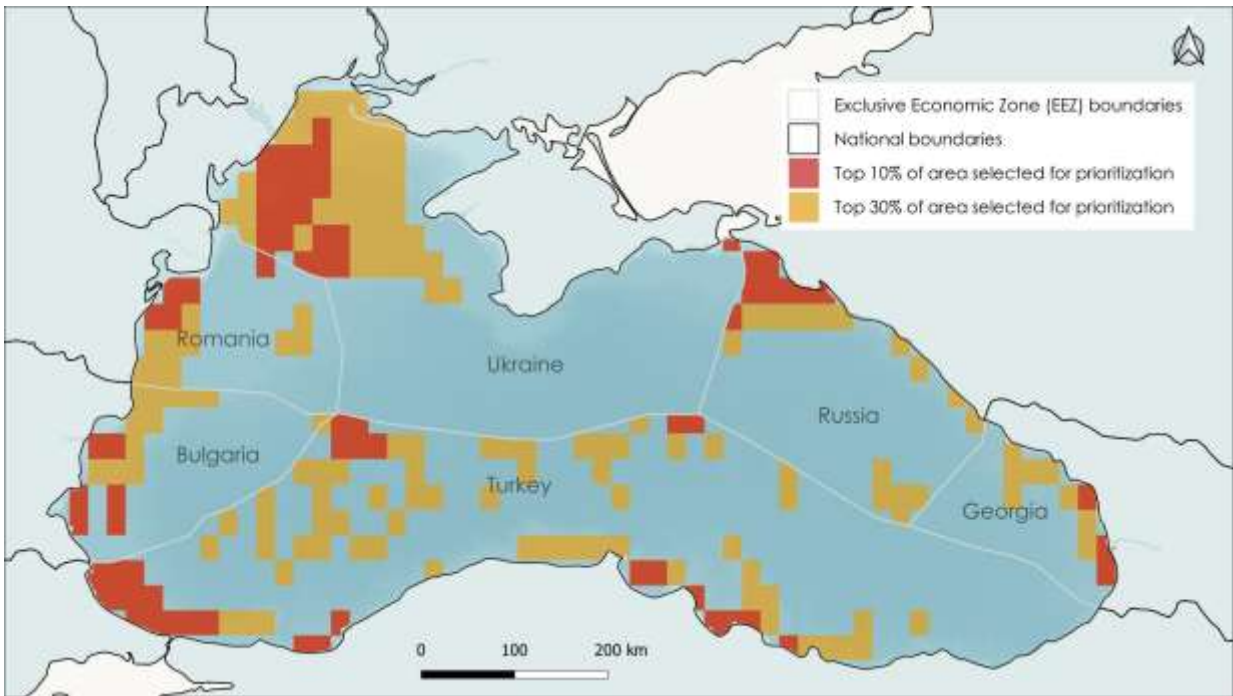 Exclusive Economic Zone (EEZ) boundaries
National boundaries
Top 10% of area selected for prioritization
Top 30% of area selected for prioritization
Romania
Ukraine
Russia
Bulgaria
Turkey
Georgia
0 100 200 km